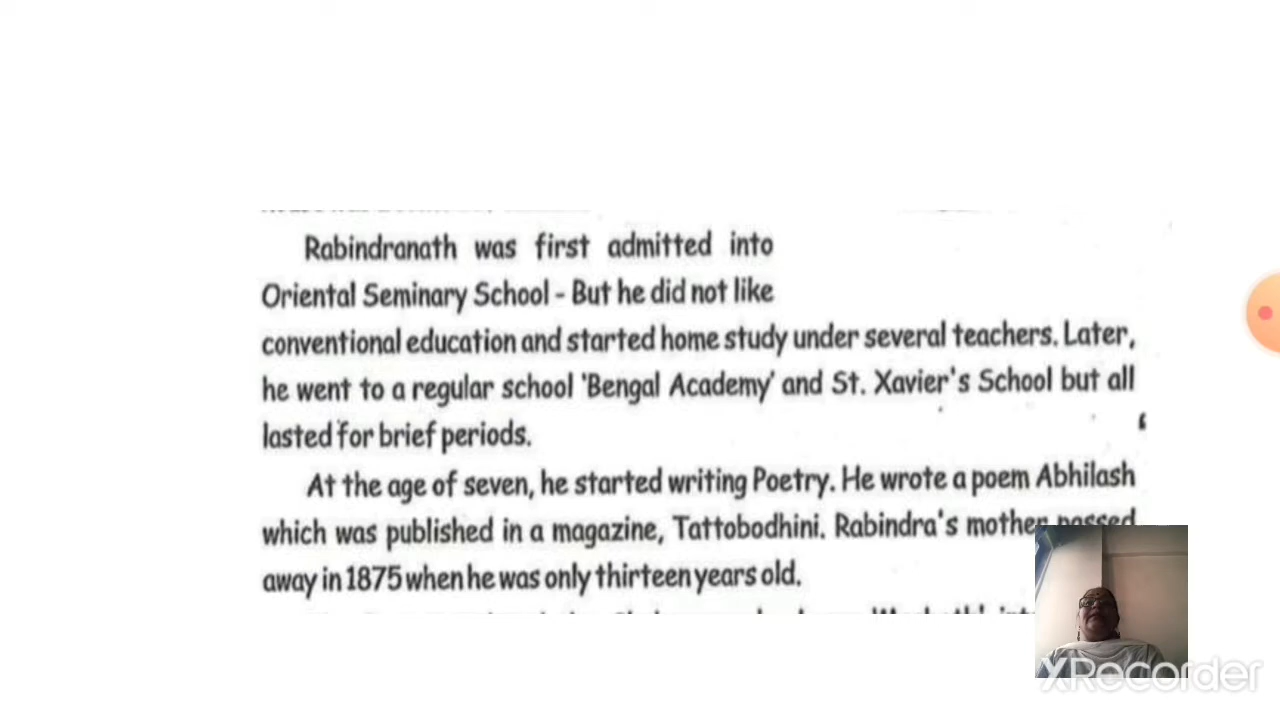 Rabindranath was first admitted into
Oriental Seminary School - But he did not like
conventional education and started home study under several teachers. Later,
he went to a regular school 'Bengal Academy' and St. Xavier's School but all
lasted for brief periods.
At the age of seven, he started writing Poetry. He wrote a poem Abhilash
which was published in a magazine, Tattobodhini. Rabindra's mother passed
away in 1875 when he was only thirteen years old.
XRecorder